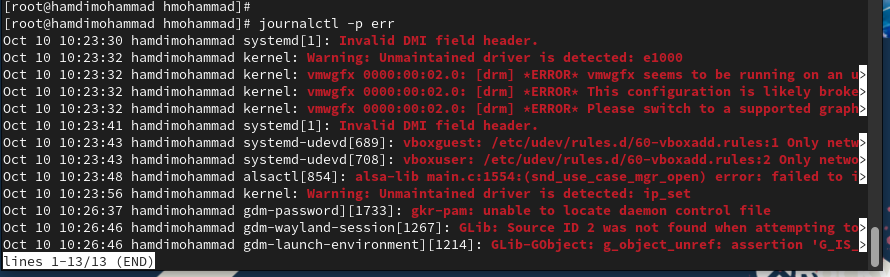 [root@hamdimohammad hmohammad]#
[root@hamdimohammad hmohammad]# journalctl -p err
Oct 10 10:23:30 hamdimohammad systemd[1]: Invalid DMI field header.
Oct 10 10:23:32 hamdimohammad kernel: Warning: Unmaintained driver is detected: e1000
Oct 10 10:23:32 hamdimohammad kernel: vmwgfx 0000:00:02.0: [drm] *ERROR* vmwgfx seems to be running on an u>
Oct 10 10:23:32 hamdimohammad kernel: vmwgfx 0000:00:02.0: [drm] *ERROR* This configuration is likely broke>
Oct 10 10:23:32 hamdimohammad kernel: vmwgfx 0000:00:02.0: [drm] *ERROR* Please switch to a supported graph>
Oct 10 10:23:41 hamdimohammad systemd[1]: Invalid DMI field header.
Oct 10 10:23:43 hamdimohammad systemd-udevd[689]: vboxguest: /etc/udev/rules.d/60-vboxadd.rules:1 Only netw>
Oct 10 10:23:43 hamdimohammad systemd-udevd[708]: vboxuser: /etc/udev/rules.d/60-vboxadd.rules:2 Only netwo>
Oct 10 10:23:48 hamdimohammad alsactl[854]: alsa-lib main.c:1554:(snd_use_case_mgr_open) error: failed to i>
Oct 10 10:23:56 hamdimohammad kernel: Warning: Unmaintained driver is detected: ip_set
Oct 10 10:26:37 hamdimohammad gdm-password][1733]: gkr-pam: unable to locate daemon control file
Oct 10 10:26:46 hamdimohammad gdm-wayland-session[1267]: GLib: Source ID 2 was not found when attempting to>
Oct 10 10:26:46 hamdimohammad gdm-launch-environment][1214]: GLib-GObject: g_object_unref: assertion 'G_IS_>
lines 1-13/13 (END)